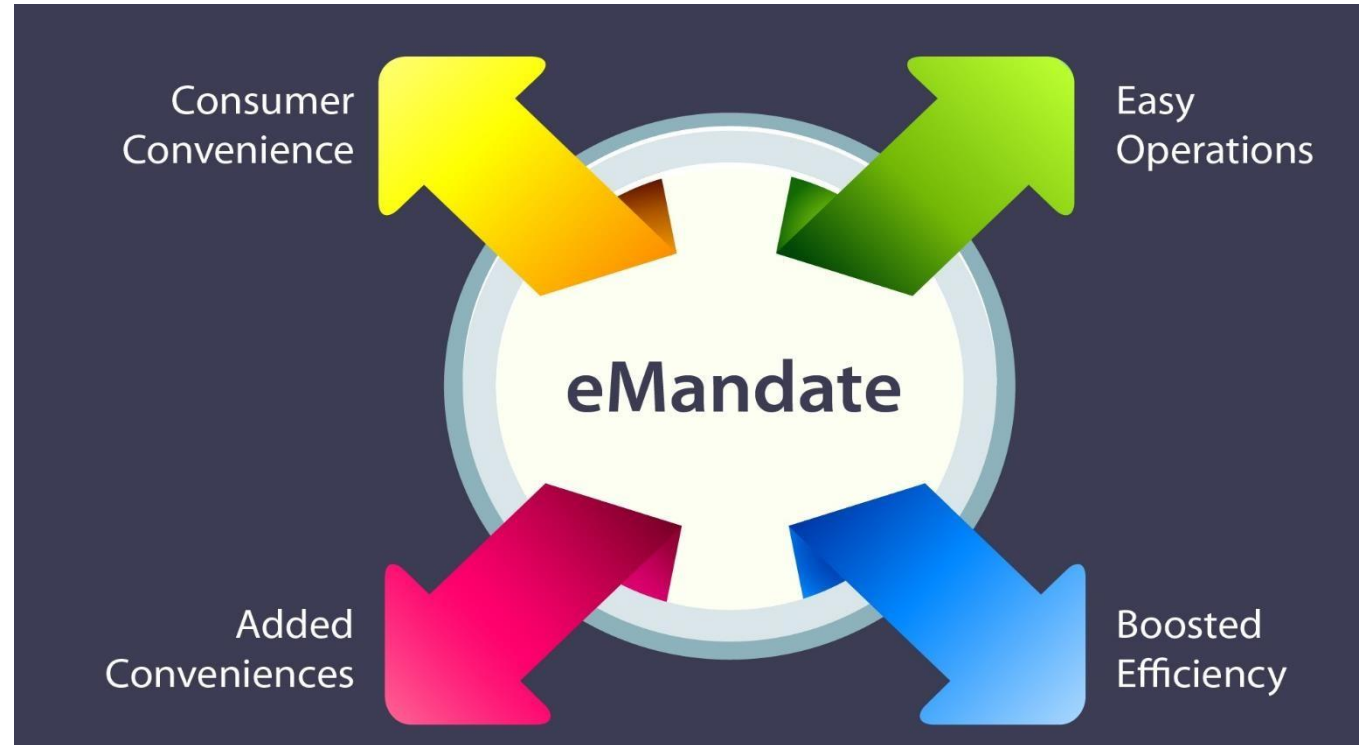 Consumer
Convenience
Easy
Operations
eMandate
Added
Conveniences
Boosted
Efficiency